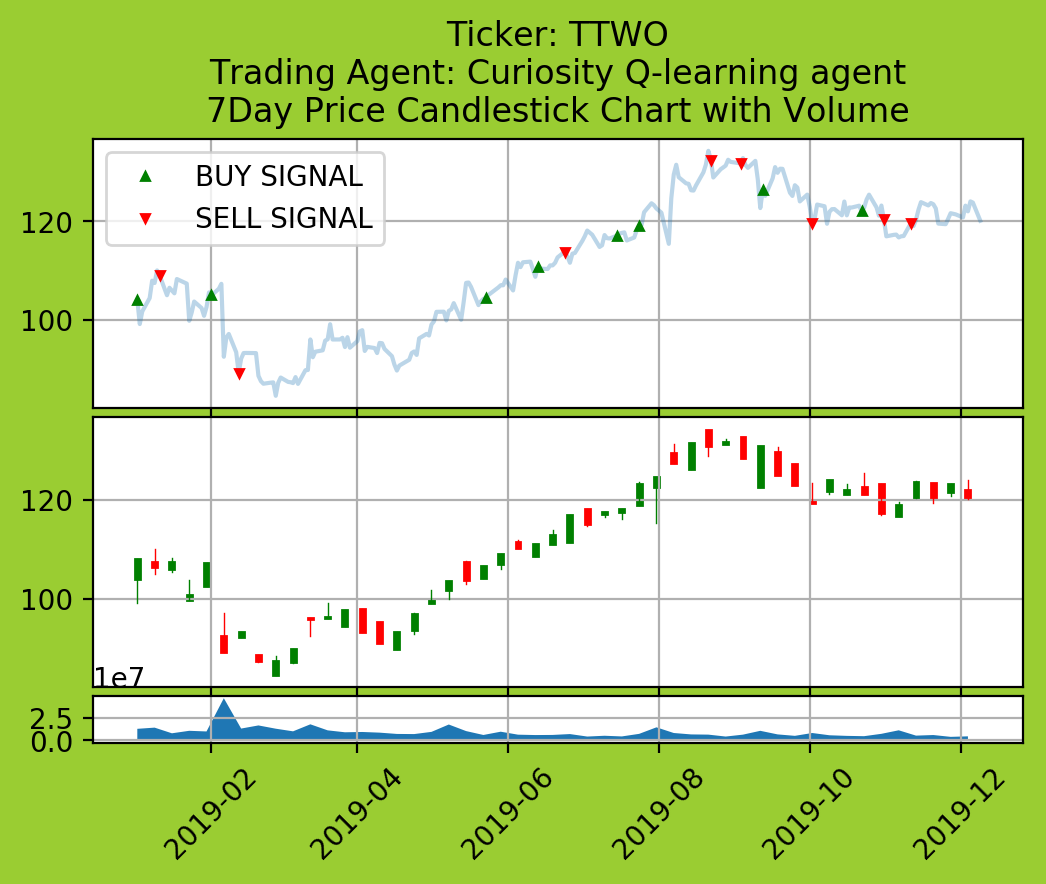 Ticker: TTWO
Trading Agent: Curiosity Q-learning agent
7Day Price Candlestick Chart with Volume
BUY SIGNAL
SELL SIGNAL
120
100
120
100
1e7
2.5
0.0
2019-02
2019-04
2019-06
2019-08
2019-10
2019-12